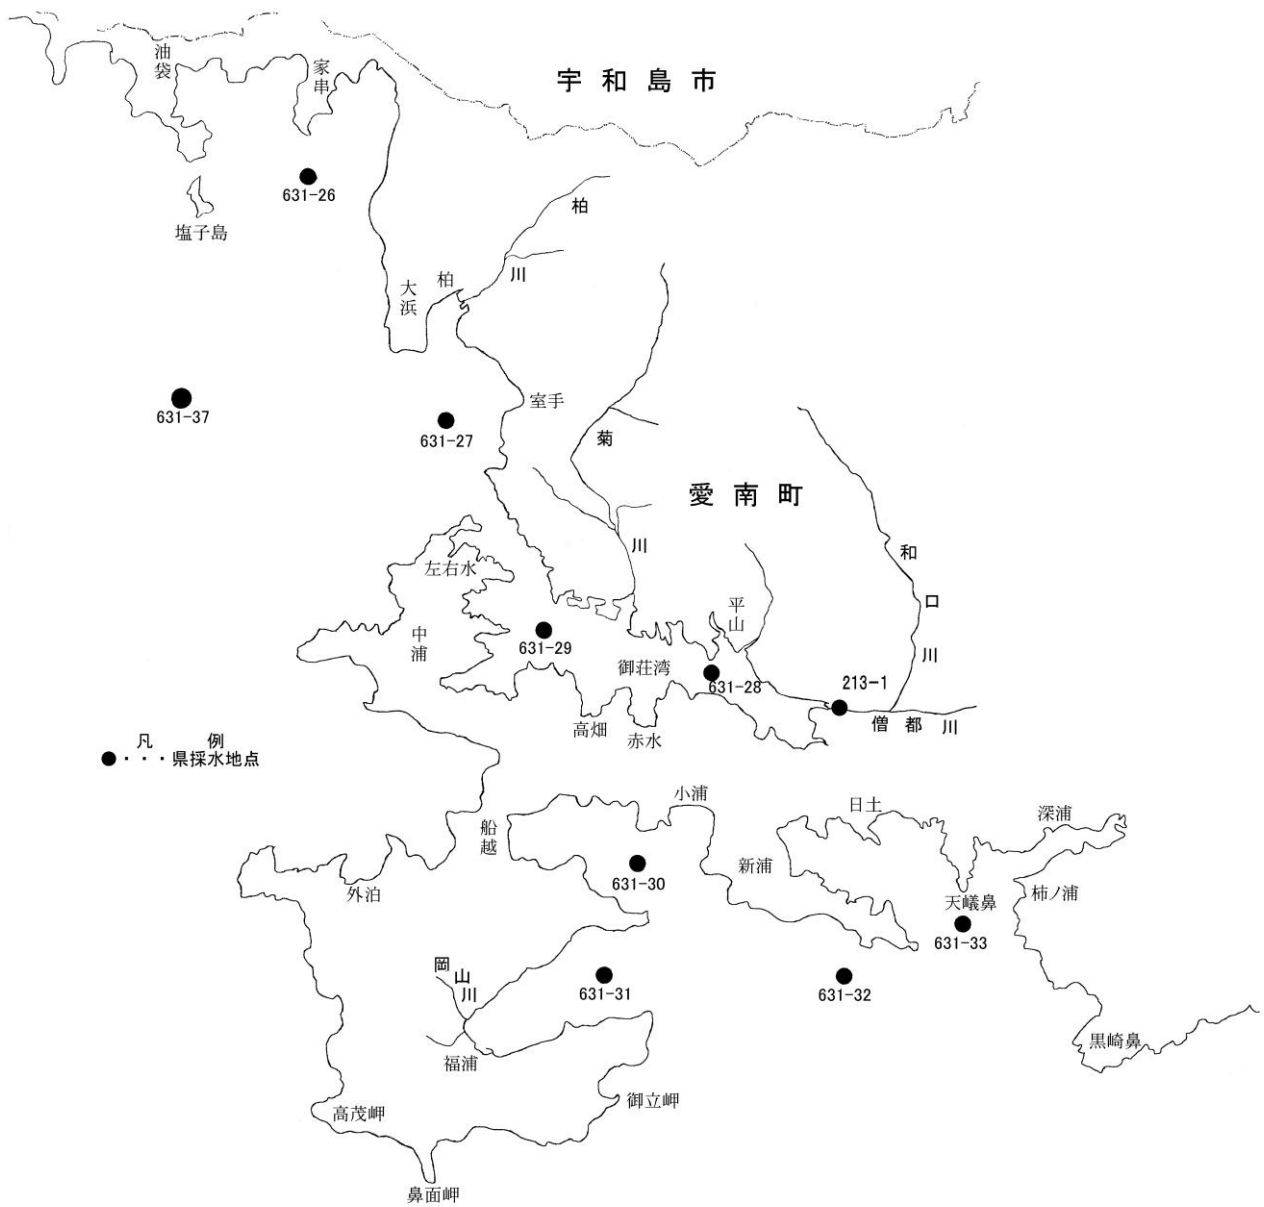 油袋
家串
宇和島市
631-26
塩子島
柏
川
柏
大浜
631-37
631-27
室手
菊
愛南町
川
左右水
和
口
川
中浦
平山
631-29
御荘湾
631-28
213-1
僧都川
高畑
赤水
凡例
●・・・県採水地点
船越
小浦
日土
深浦
新浦
631-30
外泊
天嶬鼻
柿ノ浦
631-33
岡山川
631-31
631-32
福浦
黒崎鼻
高茂岬
御立岬
鼻面岬